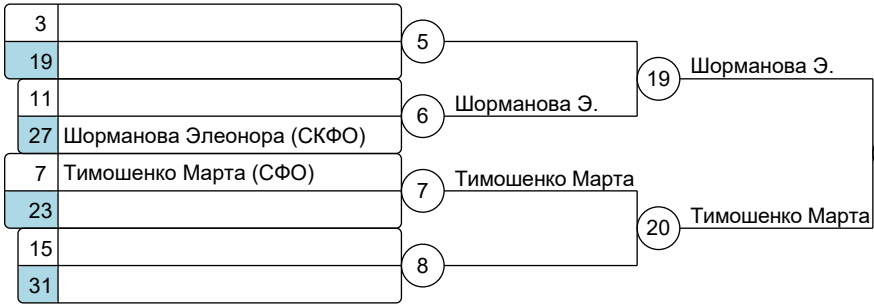 3
19
5
11
27 Шорманова Элеонора (СКФО)
6 Шорманова Э.
19 Шорманова Э.
7 Тимошенко Марта (СФО)
23
7 Тимошенко Марта
15
31
8
20 Тимошенко Марта